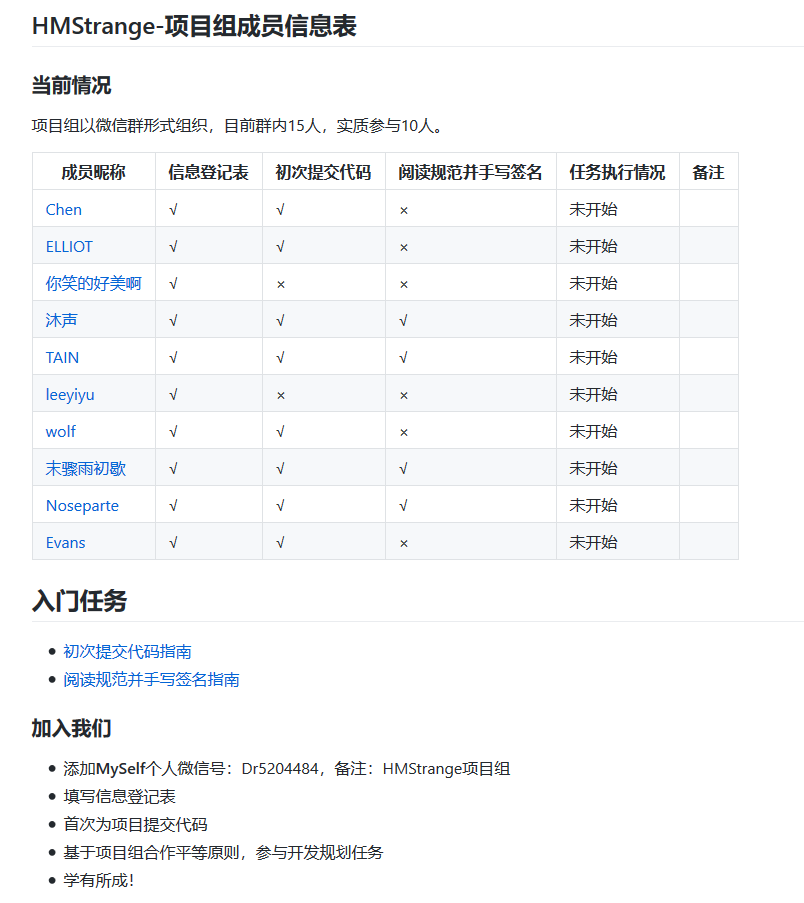 HMStrange-项目组成员信息表
当前情况
项目组以微信群形式组织，目前群内15人，实质参与10人。
成员昵称 信息登记表 初次提交代码 阅读规范并手写签名 任务执行情况 备注
Chen √ √ × 未开始
ELLIOT √ √ × 未开始
你笑的好美啊 √ × × 未开始
沐声 √ √ √ 未开始
TAIN √ √ √ 未开始
leeyiyu √ × × 未开始
wolf √ √ × 未开始
末骤雨初歇 √ √ √ 未开始
Noseparte √ √ √ 未开始
Evans √ √ × 未开始
入门任务
初次提交代码指南
阅读规范并手写签名指南
加入我们
添加MySelf个人微信号：Dr5204484，备注：HMStrange项目组
填写信息登记表
首次为项目提交代码
基于项目组合作平等原则，参与开发规划任务
学有所成！